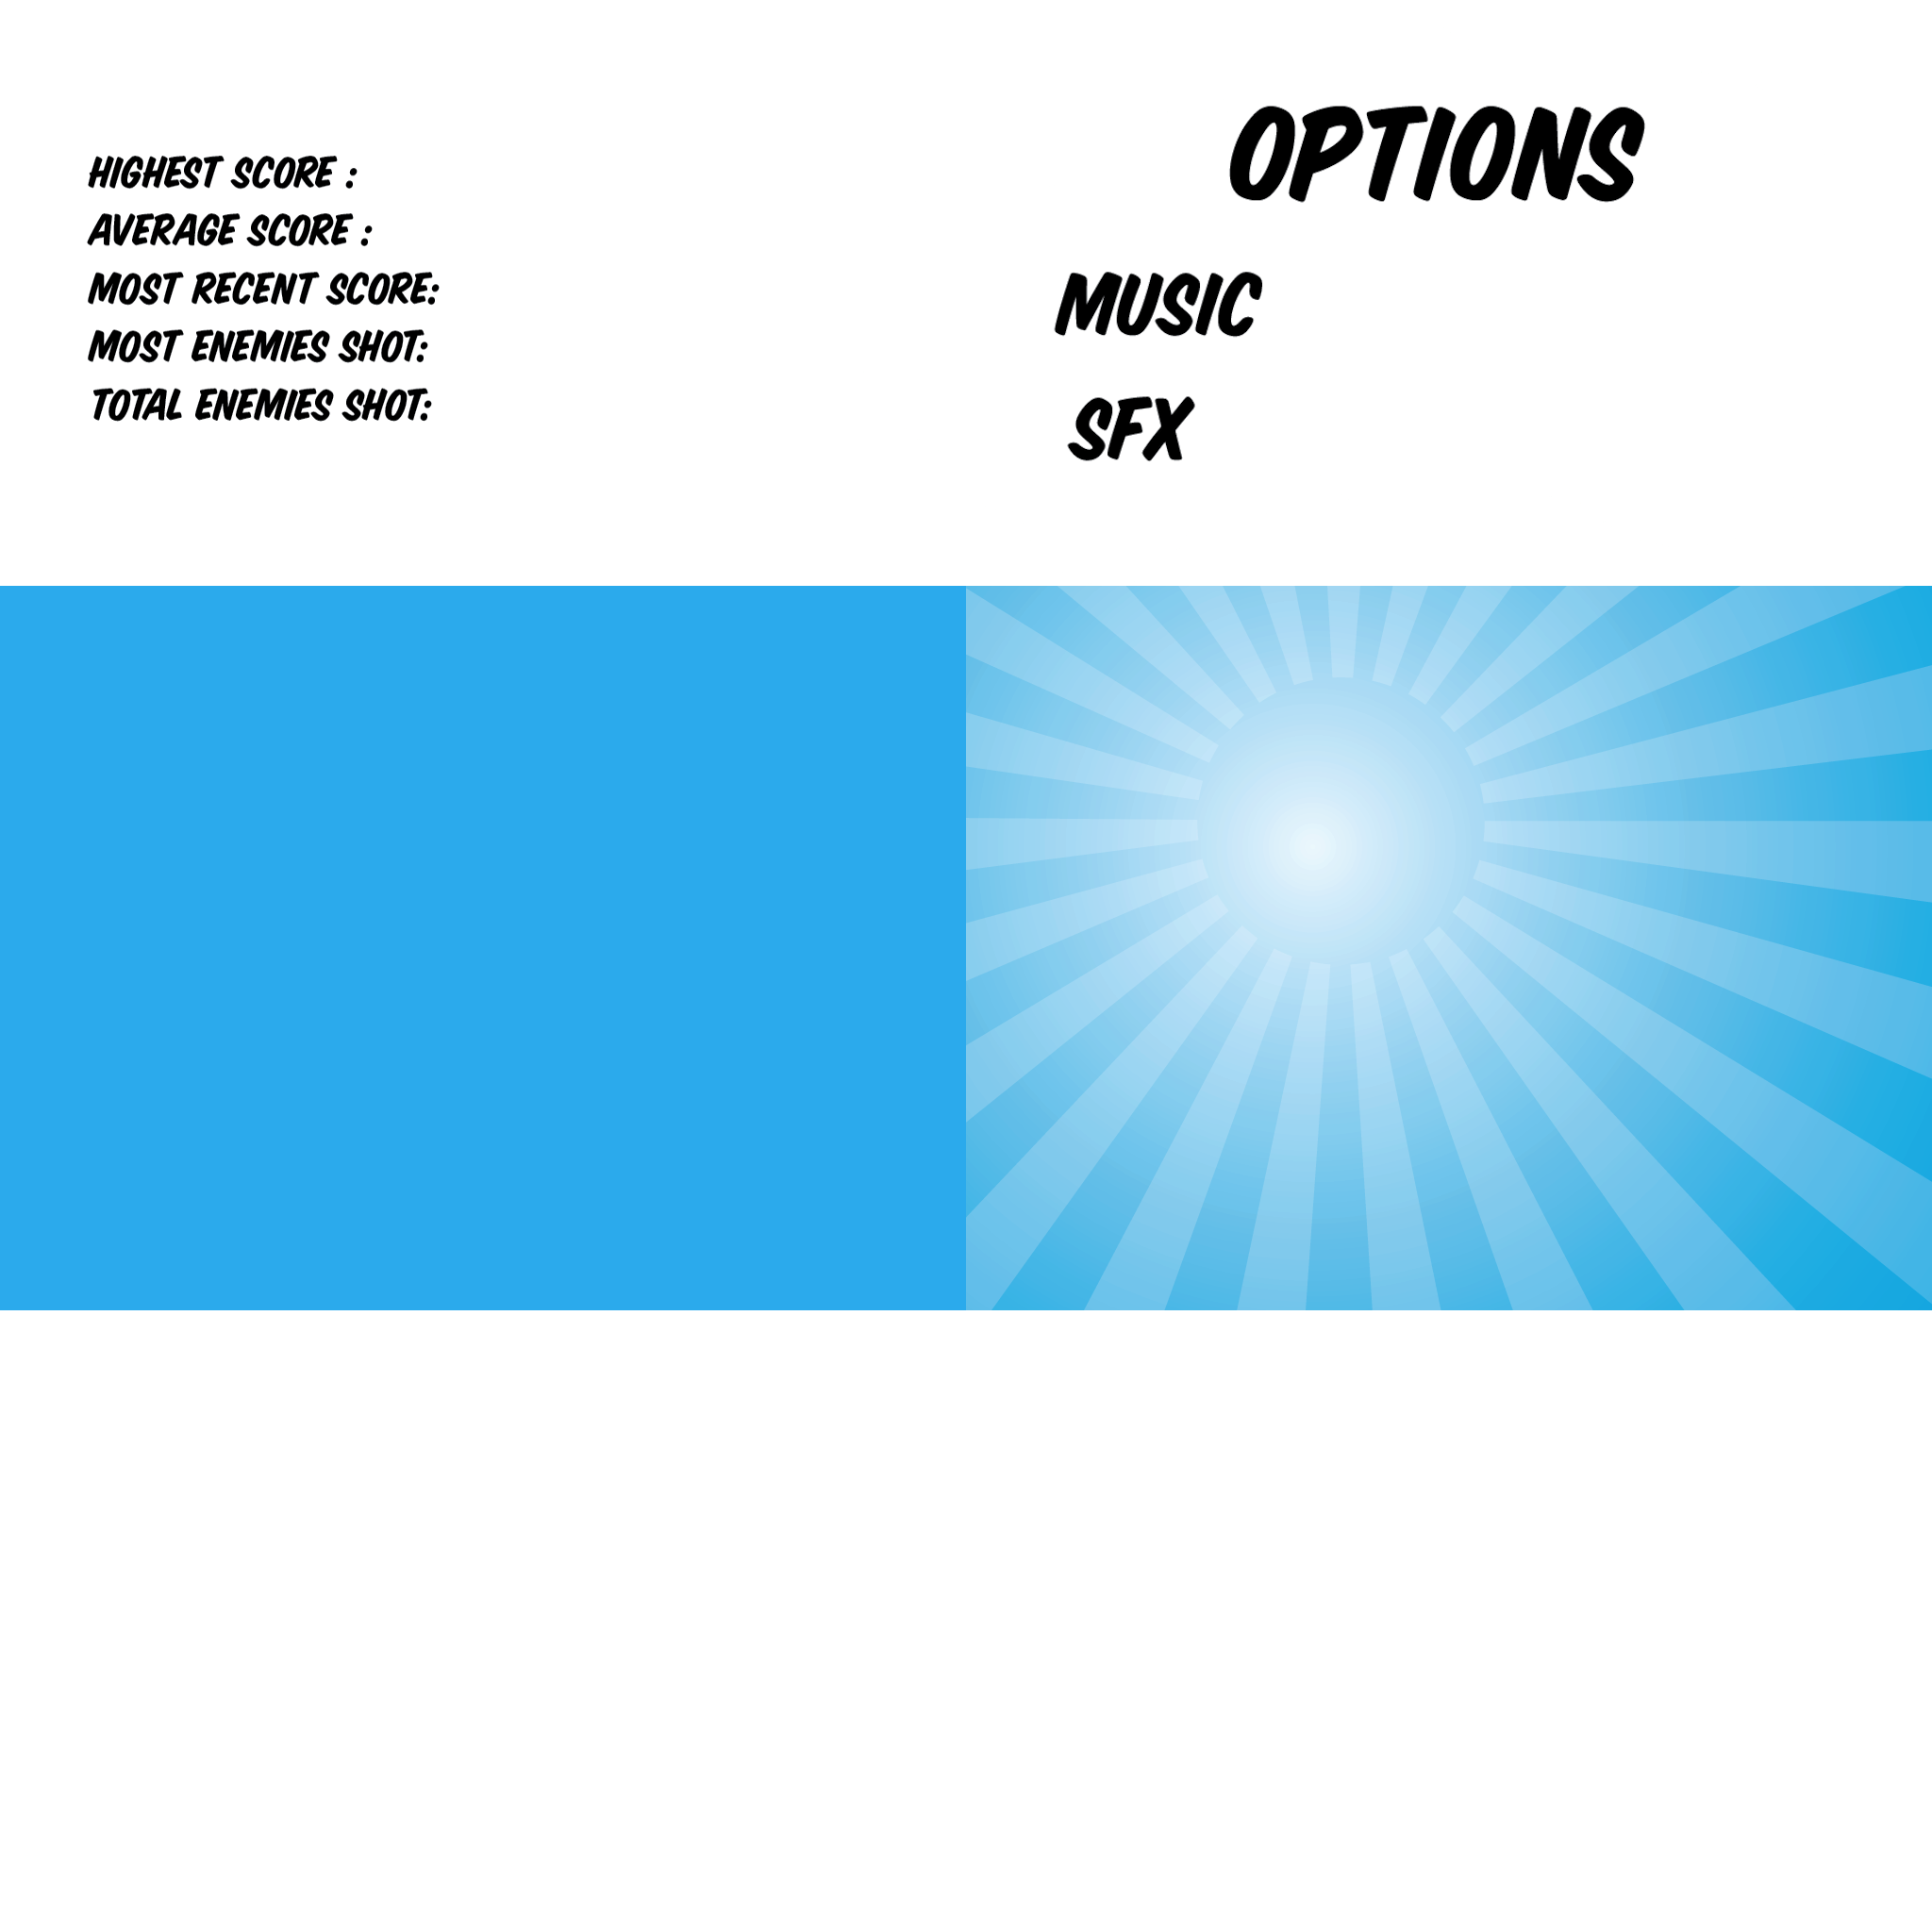 HIGHEST SCORE :
AVERAGE SCORE :
MOST RECENT SCORE:
MOST ENEMIES SHOT:
TOTAL ENEMIES SHOT:
OPTIONS
MUSIC
SFX